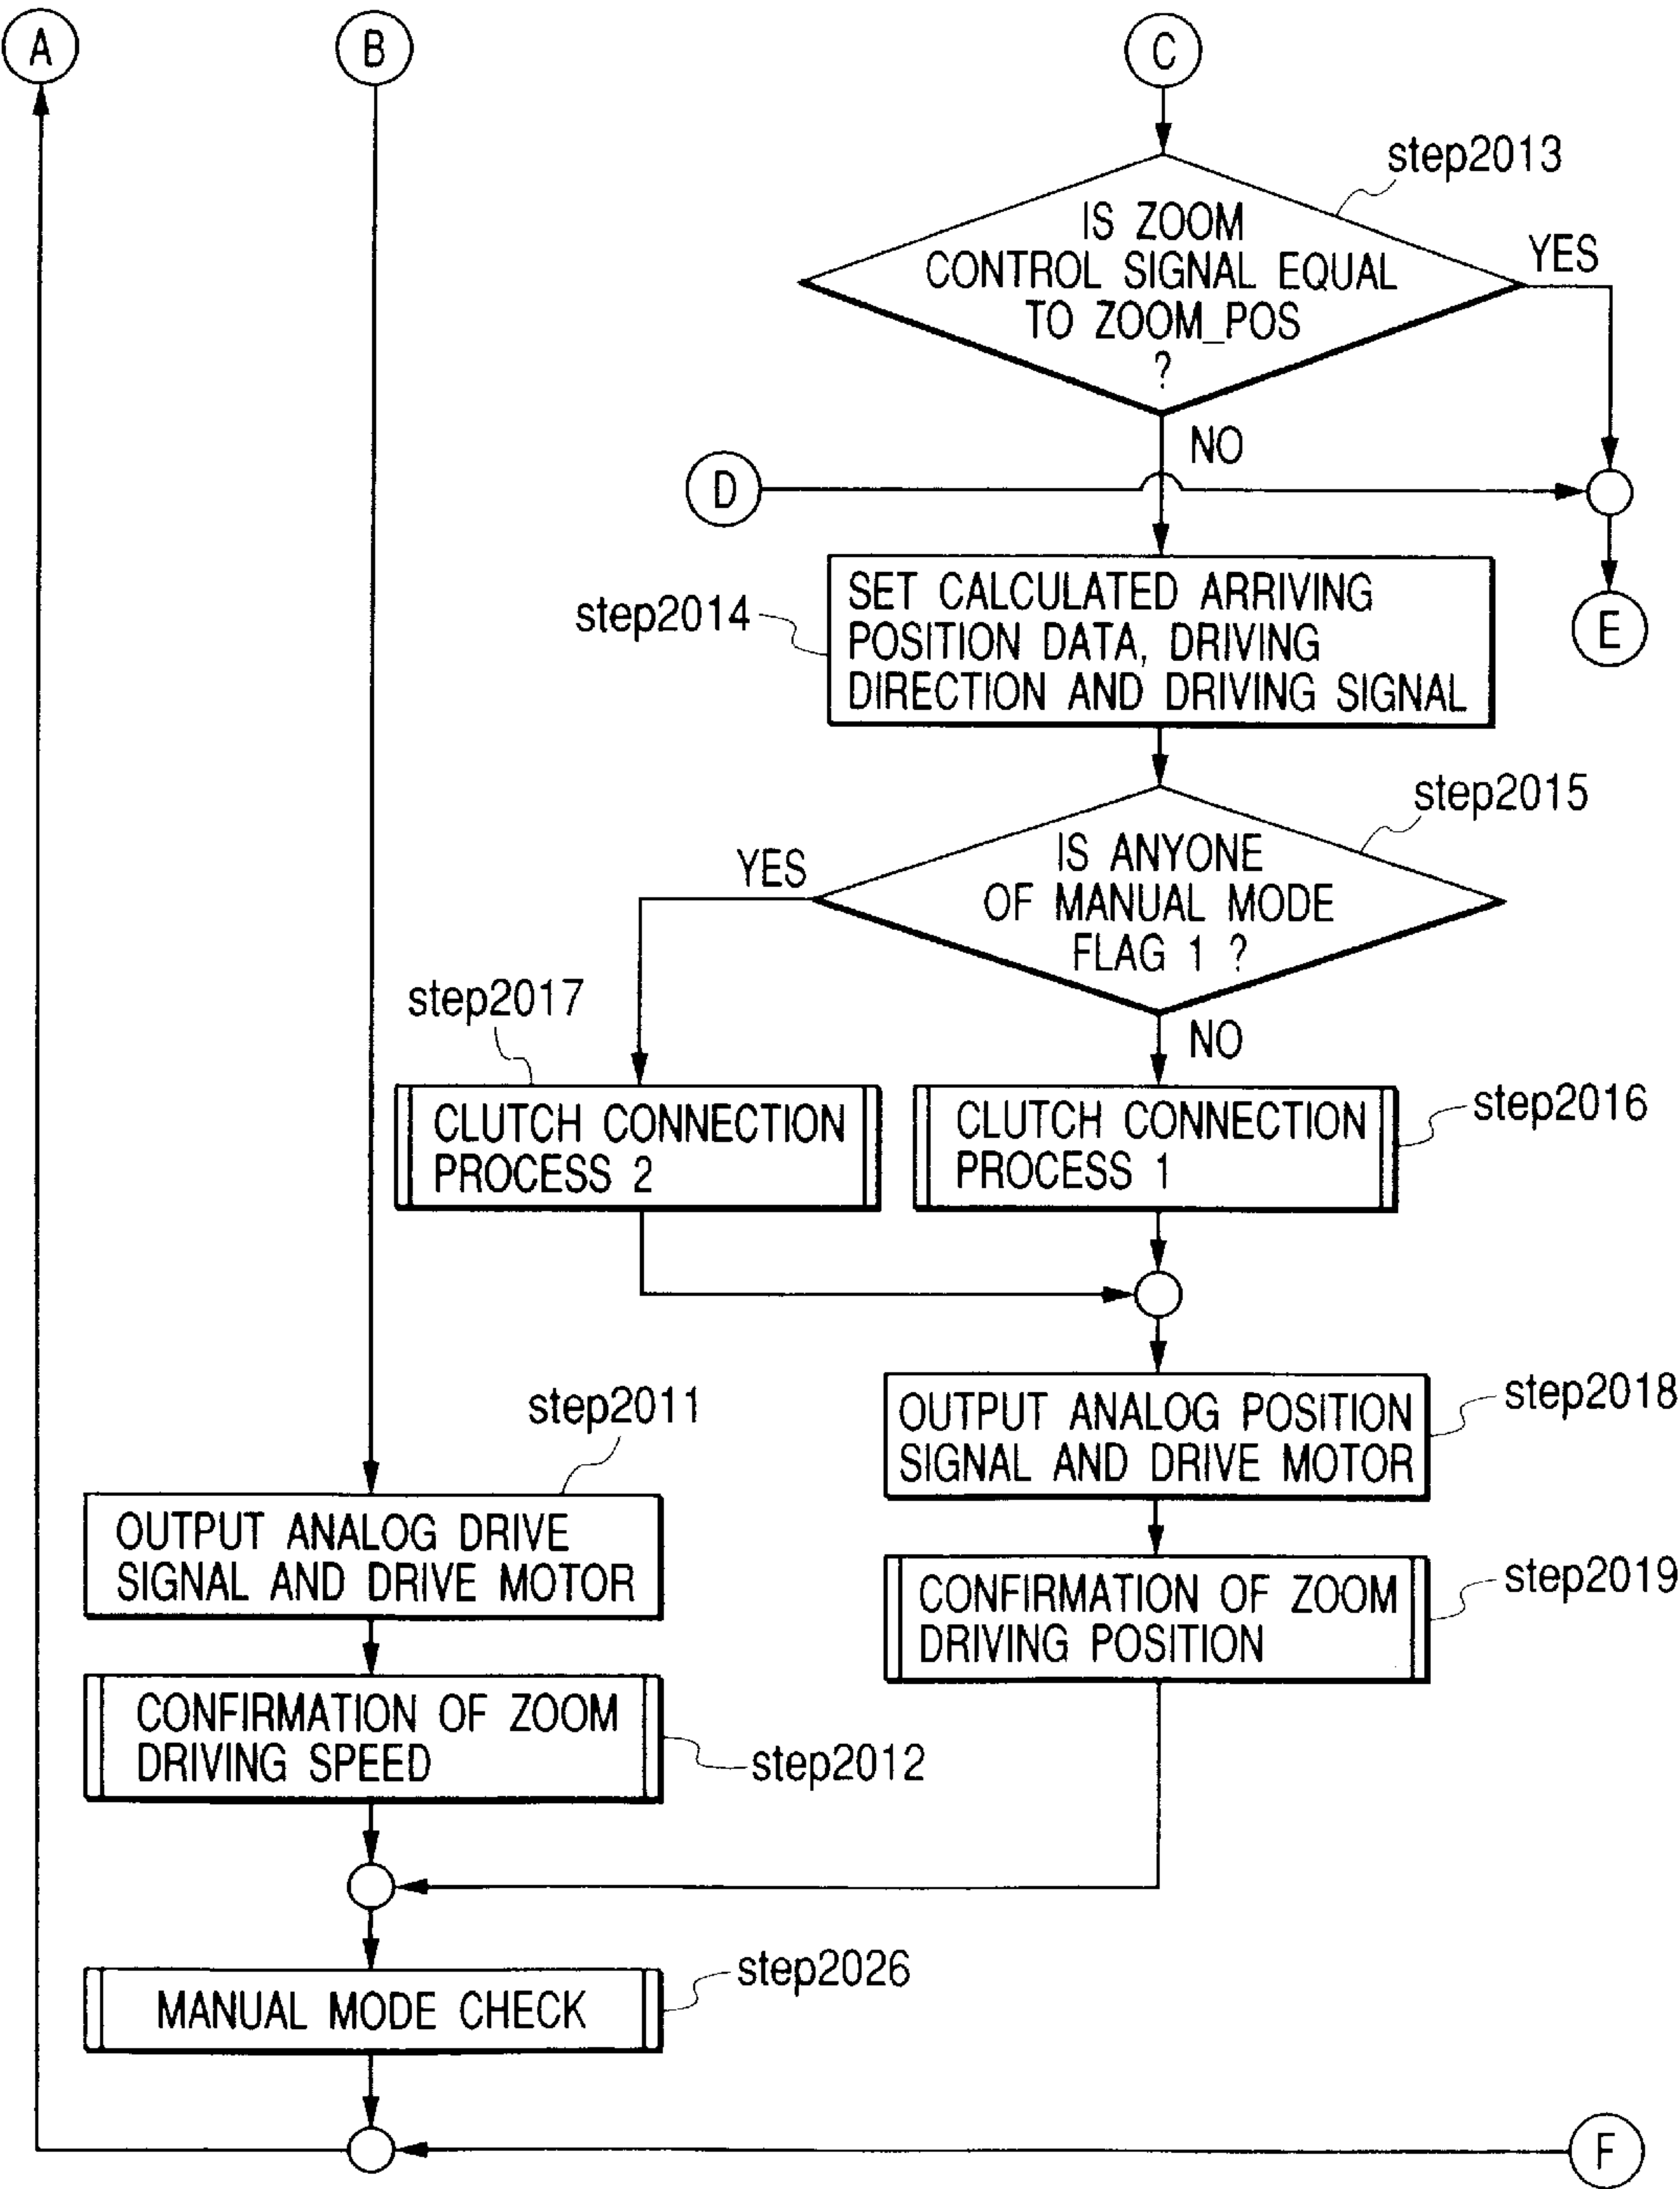 A
B
C
step2013
IS ZOOM
CONTROL SIGNAL EQUAL
TO ZOOM_POS
?
YES
NO
D
E
step2014
SET CALCULATED ARRIVING
POSITION DATA, DRIVING
DIRECTION AND DRIVING SIGNAL
step2015
IS ANYONE
OF MANUAL MODE
FLAG 1 ?
YES
NO
step2017
CLUTCH CONNECTION
PROCESS 2
CLUTCH CONNECTION
PROCESS 1
step2016
step2011
OUTPUT ANALOG POSITION
SIGNAL AND DRIVE MOTOR
step2018
OUTPUT ANALOG DRIVE
SIGNAL AND DRIVE MOTOR
CONFIRMATION OF ZOOM
DRIVING POSITION
step2019
CONFIRMATION OF ZOOM
DRIVING SPEED
step2012
MANUAL MODE CHECK
step2026
F